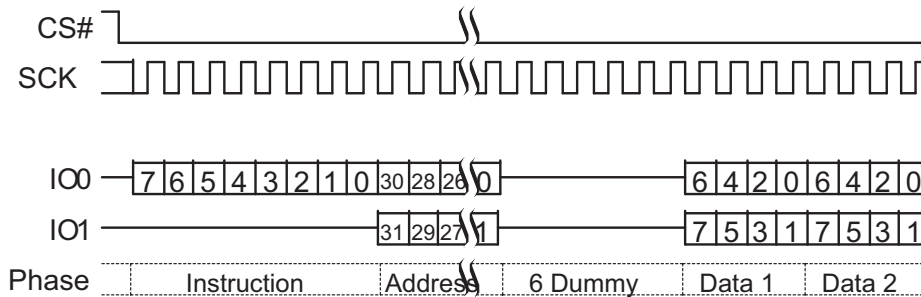 CS#
SCK
IO0 7 6 5 4 3 2 1 0 30 28 26 0 6 4 2 0 6 4 2 0
IO1 31 29 27 1 7 5 3 1 7 5 3 1
Phase Instruction Address 6 Dummy Data 1 Data 2